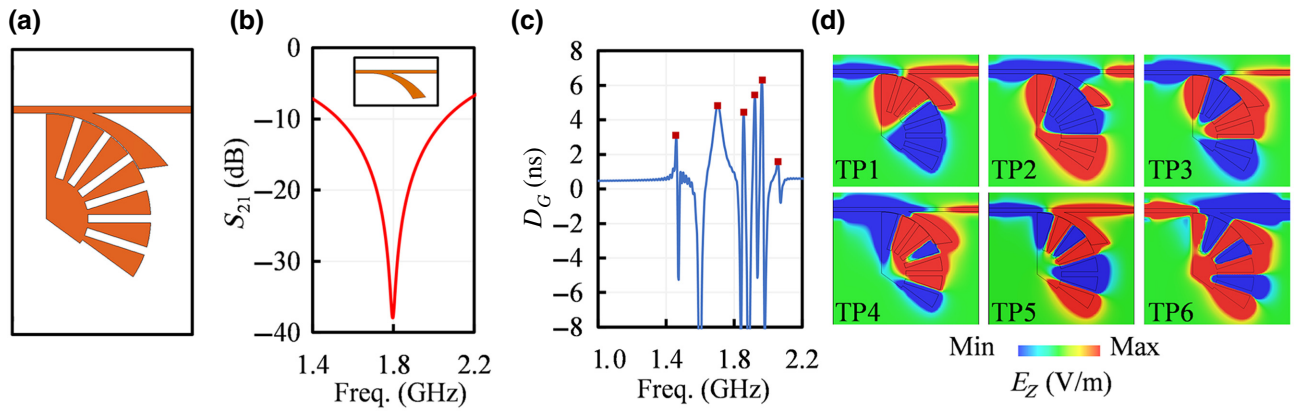 (a)
(b)
0
−10
−20
−30
−40
S21 (dB)
1.4 1.8 2.2
Freq. (GHz)
(c)
8
6
4
2
0
−2
−4
−6
−8
DG (ns)
1.0 1.4 1.8 2.2
Freq. (GHz)
(d)
TP1 TP2 TP3
TP4 TP5 TP6
Min Max
EZ (V/m)